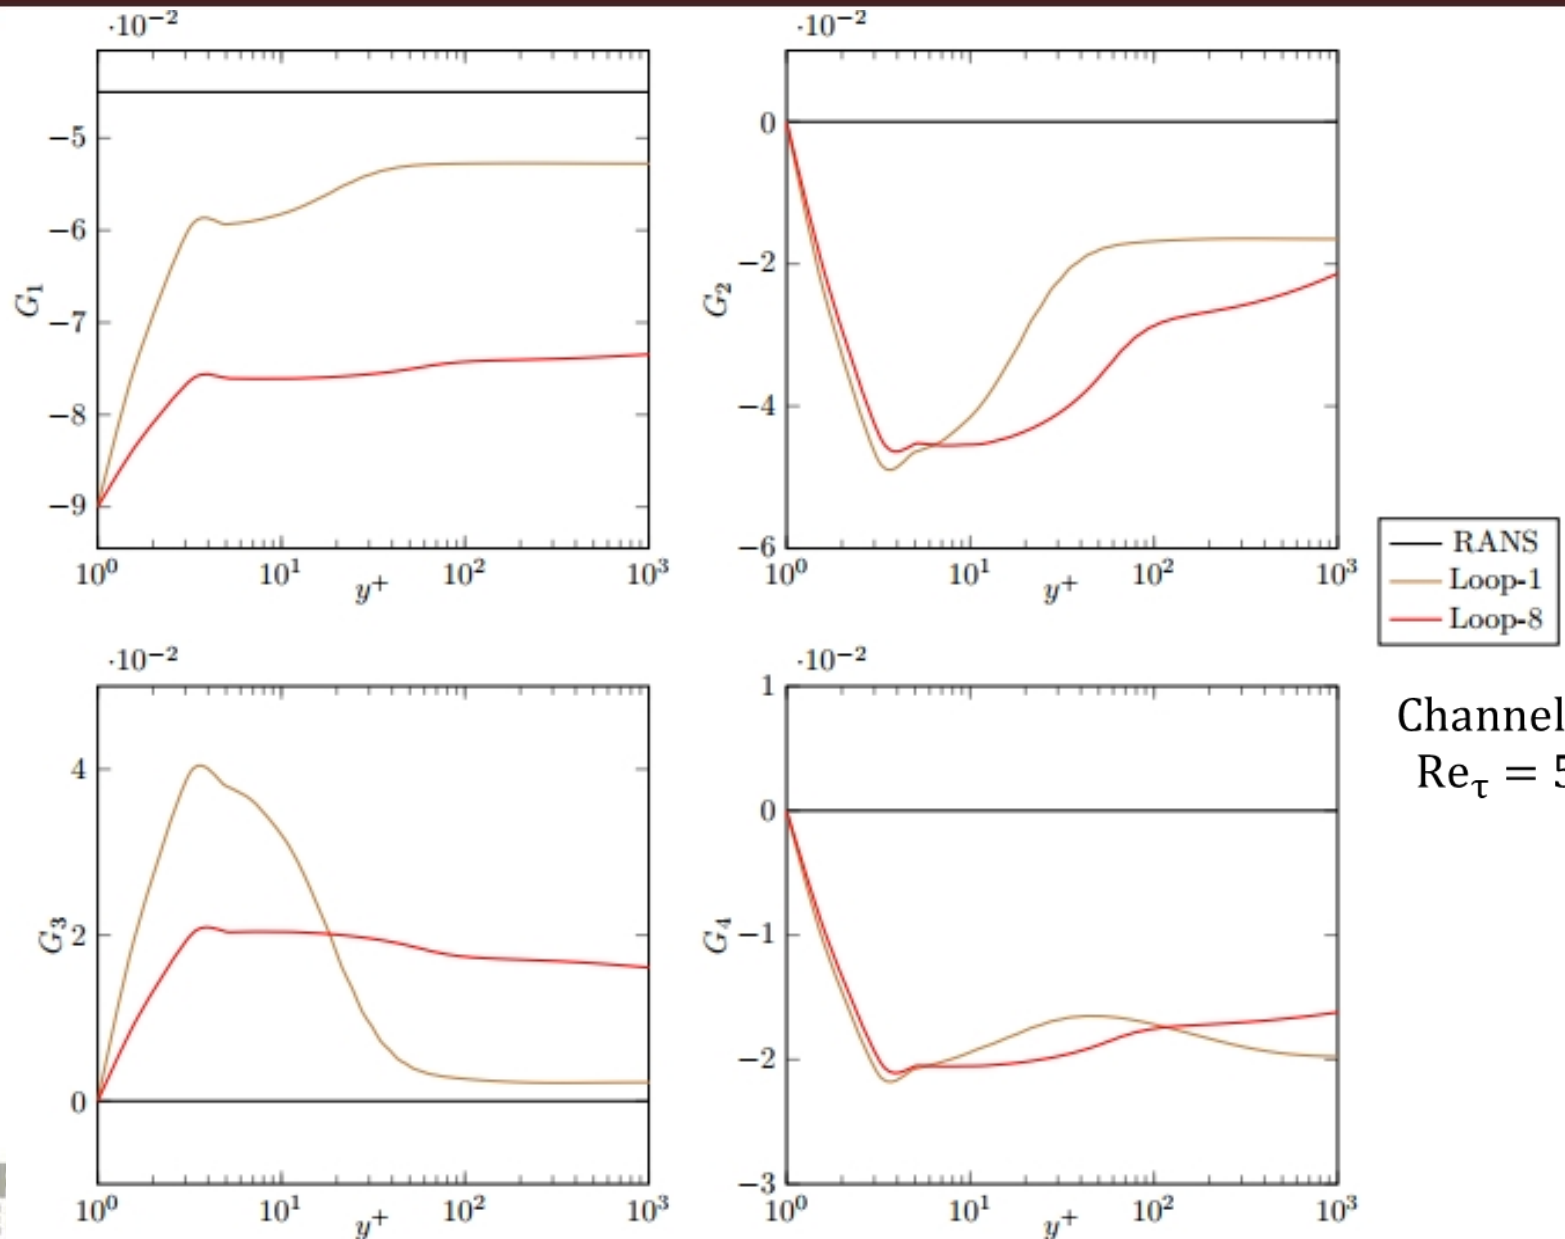 ·10⁻²
−5
−6
−7
−8
−9
G₁
10⁰ 10¹ 10² 10³
y⁺
·10⁻²
0
−2
−4
−6
G₂
10⁰ 10¹ 10² 10³
y⁺
RANS
Loop-1
Loop-8
·10⁻²
4
2
0
G₃
10⁰ 10¹ 10² 10³
y⁺
·10⁻²
1
0
−1
−2
−3
G₄
10⁰ 10¹ 10² 10³
y⁺
Channel
Re_τ = 5